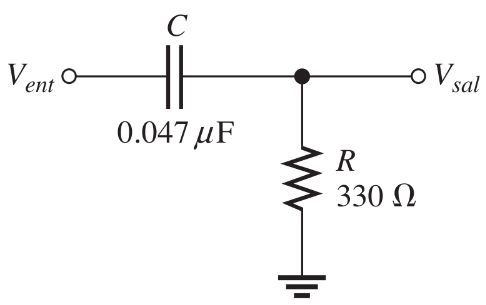 C
V_ent
V_sal
0.047 μF
R
330 Ω